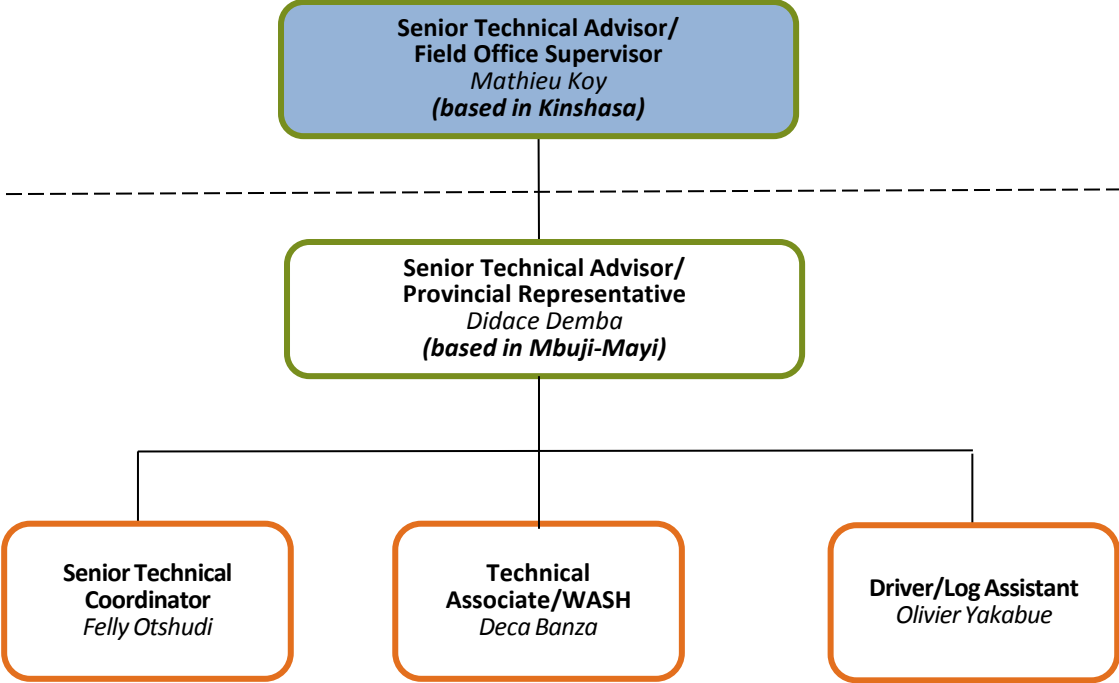 Senior Technical Advisor/
Field Office Supervisor
Mathieu Koy
(based in Kinshasa)
Senior Technical Advisor/
Provincial Representative
Didace Demba
(based in Mbuji-Mayi)
Senior Technical
Coordinator
Felly Otshudi
Technical
Associate/WASH
Deca Banza
Driver/Log Assistant
Olivier Yakabue